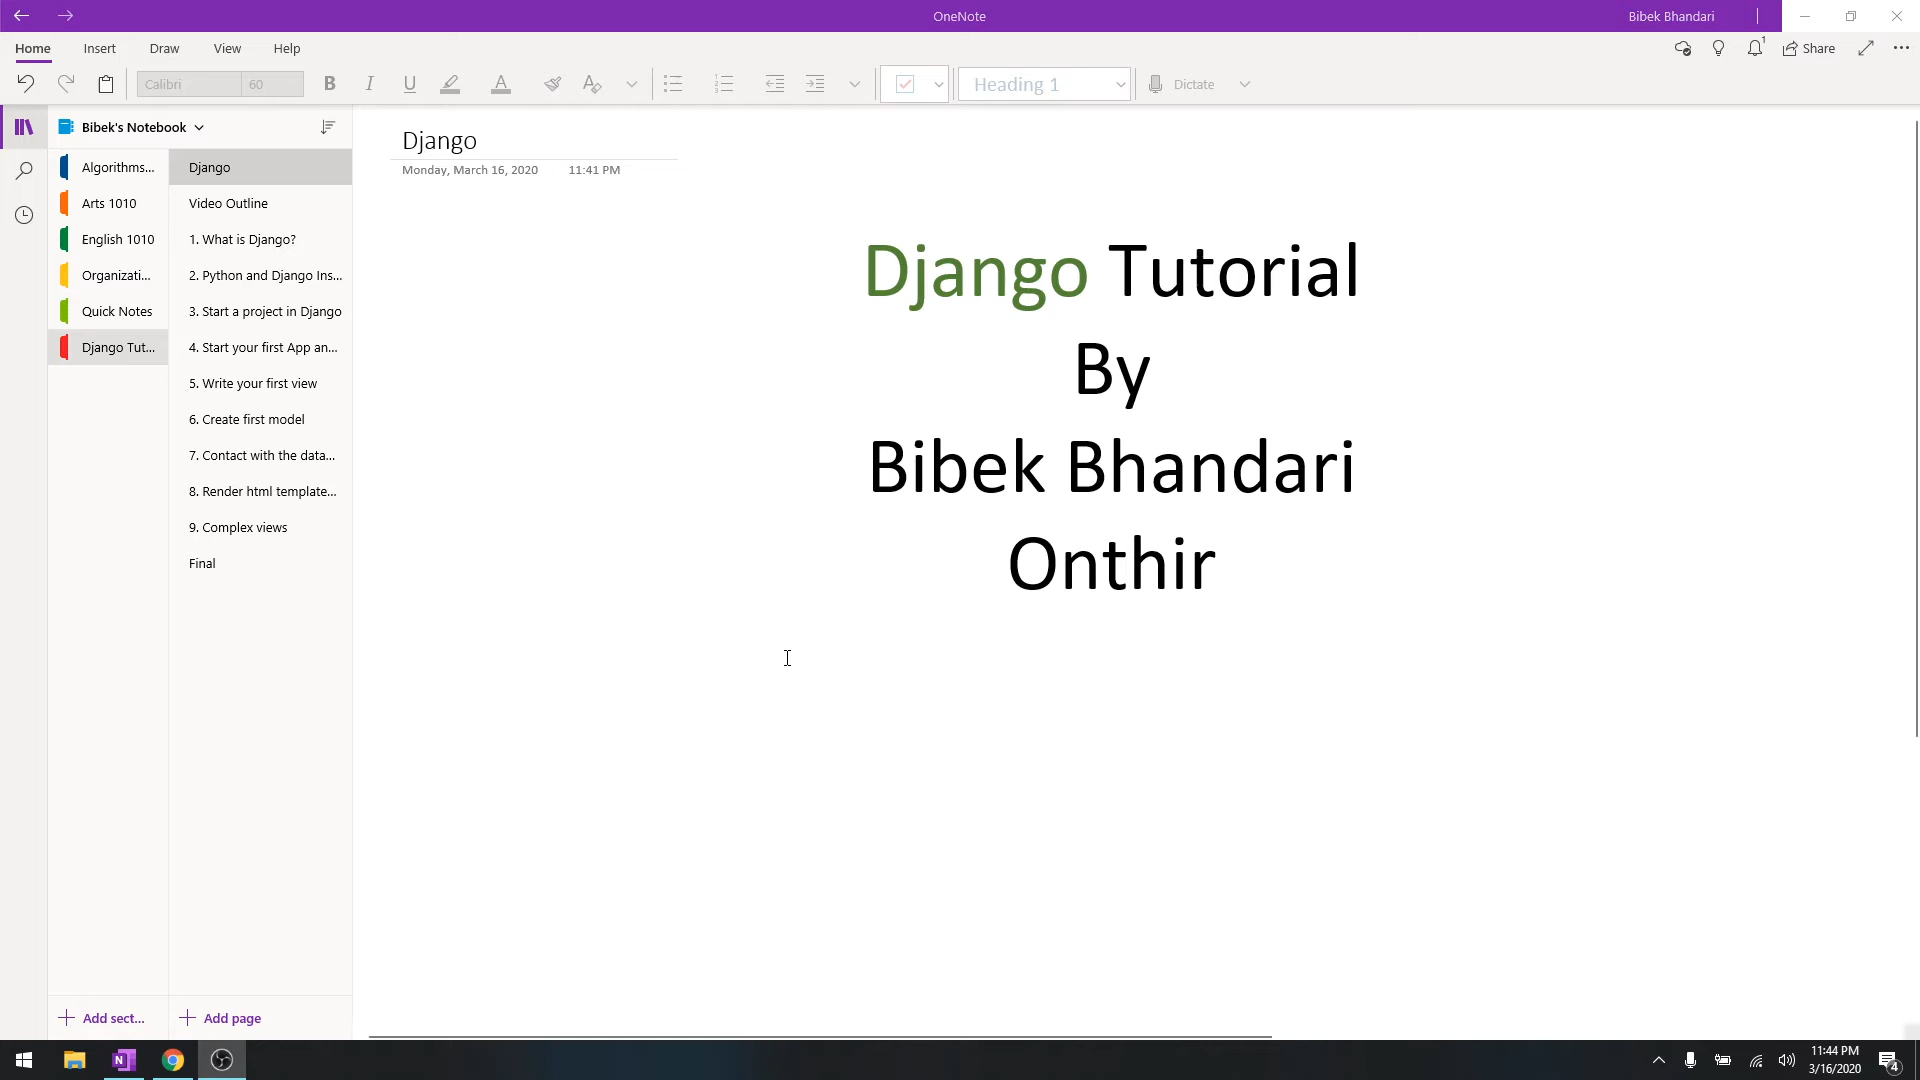 OneNote
Bibek Bhandari
Home Insert Draw View Help
1
Share
Calibri 60 B I U A A
Heading 1
Dictate
Bibek's Notebook
Algorithms...
Arts 1010
English 1010
Organizati...
Quick Notes
Django Tut...
Django
Video Outline
1. What is Django?
2. Python and Django Ins...
3. Start a project in Django
4. Start your first App an...
5. Write your first view
6. Create first model
7. Contact with the data...
8. Render html template...
9. Complex views
Final
Add sect...
Add page
Django
Monday, March 16, 2020 11:41 PM
Django Tutorial
By
Bibek Bhandari
Onthir
N
11:44 PM
3/16/2020
4